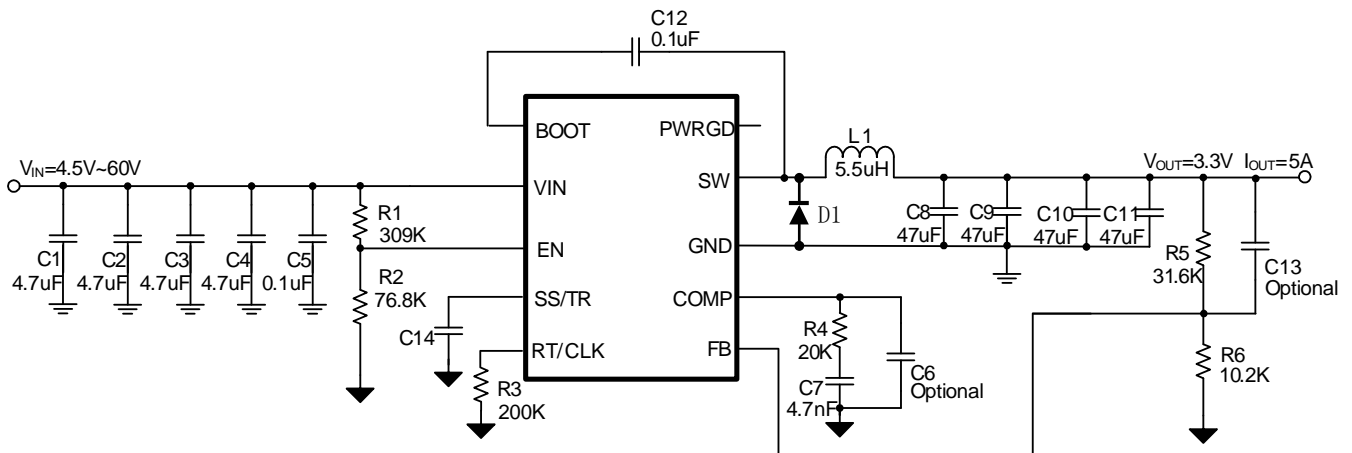 C12
0.1uF
BOOT
PWRGD
L1
5.5uH
VIN=4.5V~60V
VOUT=3.3V IOUT=5A
VIN
SW
R1
309K
D1
C8
47uF
C9
47uF
C10
47uF
C11
47uF
EN
GND
C1
4.7uF
C2
4.7uF
C3
4.7uF
C4
4.7uF
C5
0.1uF
R2
76.8K
R5
31.6K
C13
Optional
SS/TR
COMP
C14
R4
20K
RT/CLK
FB
R3
200K
C7
4.7nF
C6
Optional
R6
10.2K